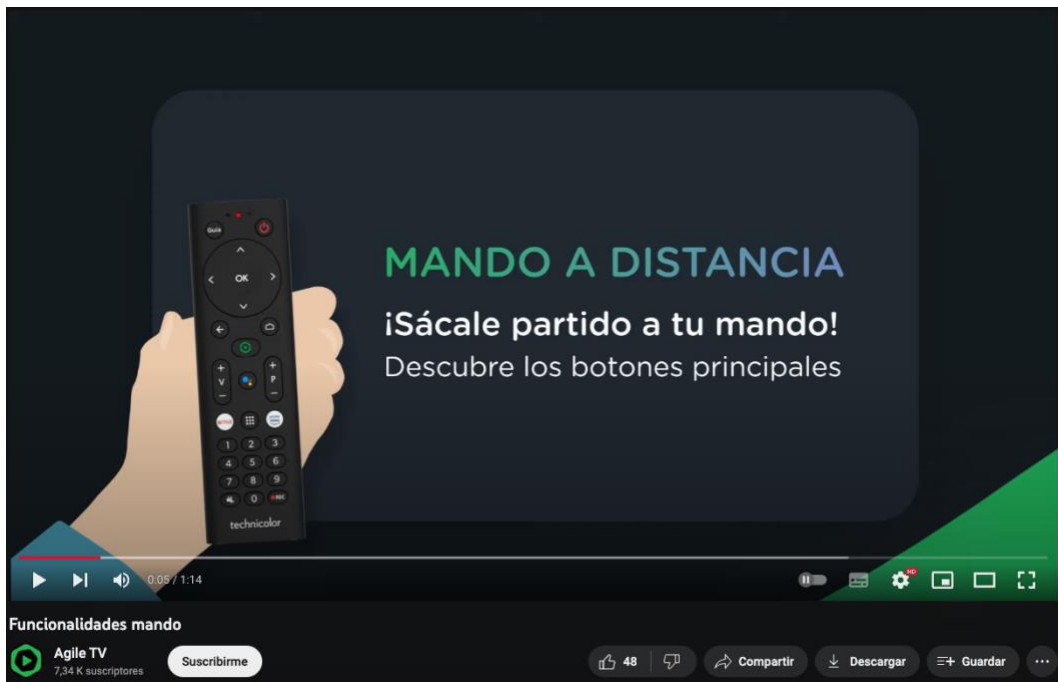 Guía
OK
MANDO A DISTANCIA
¡Sácale partido a tu mando!
Descubre los botones principales
+ +
V P
- -
NETFLIX
1 2 3
4 5 6
7 8 9
0 REC
technicolor
0:05 / 1:14
HD
Funcionalidades mando
Agile TV
7,34 K suscriptores
Suscribirme
48
Compartir
Descargar
Guardar